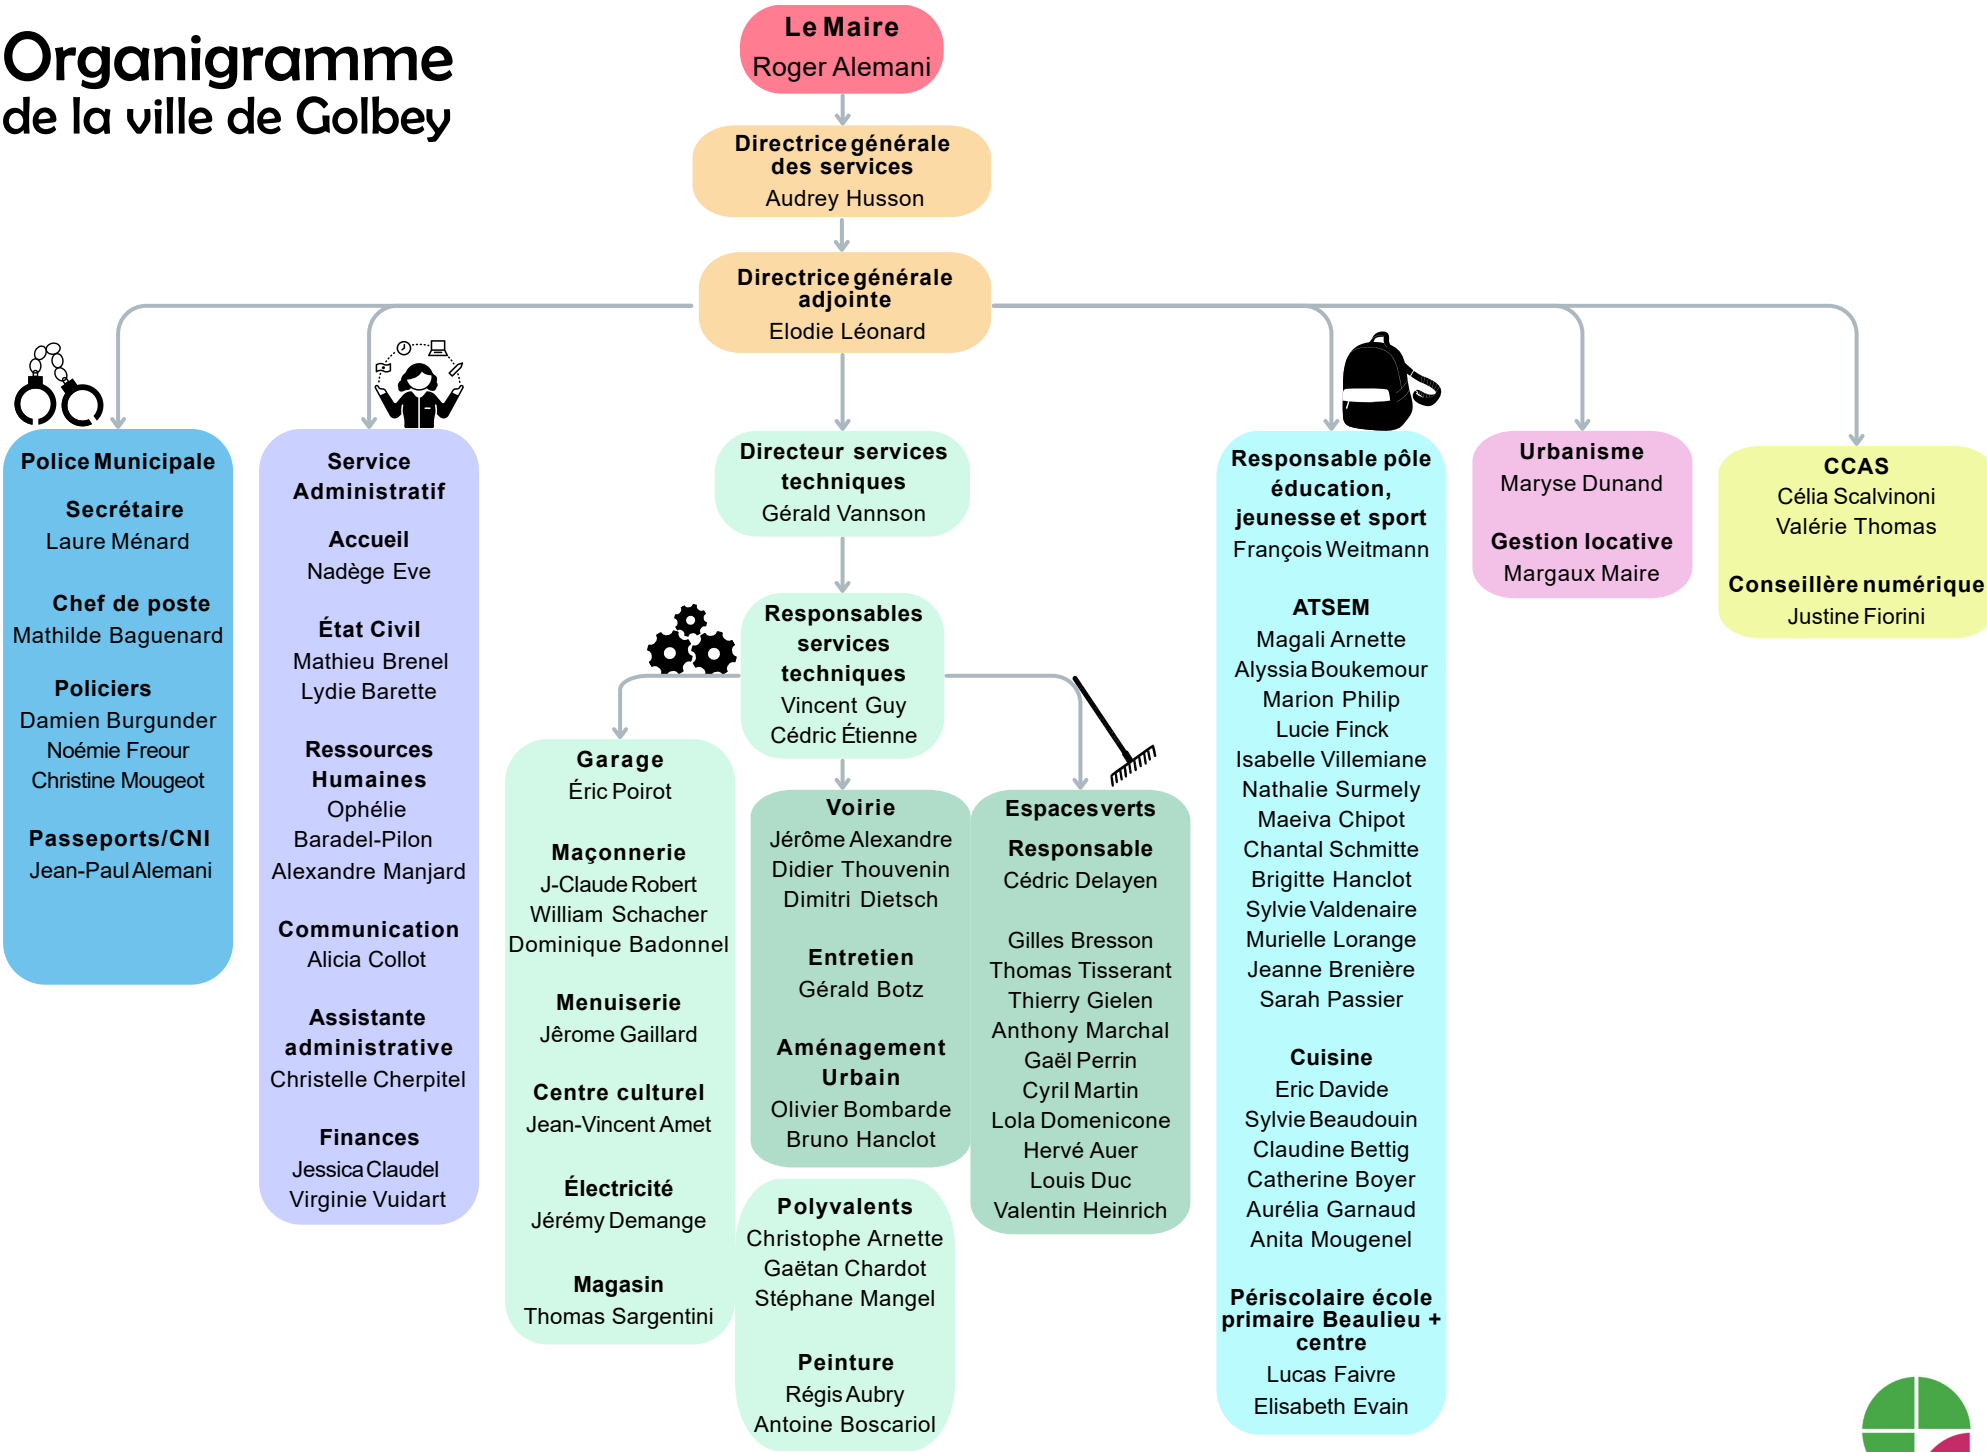 Organigramme
de la ville de Golbey
Le Maire
Roger Alemani
Directrice générale
des services
Audrey Husson
Directrice générale
adjointe
Elodie Léonard
Police Municipale
Secrétaire
Laure Ménard
Chef de poste
Mathilde Baguenard
Policiers
Damien Burgunder
Noémie Freour
Christine Mougeot
Passeports/CNI
Jean-Paul Alemani
Service
Administratif
Accueil
Nadège Eve
État Civil
Mathieu Brenel
Lydie Barette
Ressources
Humaines
Ophélie
Baradel-Pilon
Alexandre Manjard
Communication
Alicia Collot
Assistante
administrative
Christelle Cherpitel
Finances
Jessica Claudel
Virginie Vuidart
Directeur services
techniques
Gérald Vannson
Responsables
services
techniques
Vincent Guy
Cédric Étienne
Garage
Éric Poirot
Maçonnerie
J-Claude Robert
William Schacher
Dominique Badonnel
Menuiserie
Jêrome Gaillard
Centre culturel
Jean-Vincent Amet
Électricité
Jérémy Demange
Magasin
Thomas Sargentini
Voirie
Jérôme Alexandre
Didier Thouvenin
Dimitri Dietsch
Entretien
Gérald Botz
Aménagement
Urbain
Olivier Bombarde
Bruno Hanclot
Polyvalents
Christophe Arnette
Gaëtan Chardot
Stéphane Mangel
Peinture
Régis Aubry
Antoine Boscariol
Espaces verts
Responsable
Cédric Delayen
Gilles Bresson
Thomas Tisserant
Thierry Gielen
Anthony Marchal
Gaël Perrin
Cyril Martin
Lola Domenicone
Hervé Auer
Louis Duc
Valentin Heinrich
Responsable pôle
éducation,
jeunesse et sport
François Weitmann
ATSEM
Magali Arnette
Alyssia Boukemour
Marion Philip
Lucie Finck
Isabelle Villemiane
Nathalie Surmely
Maeiva Chipot
Chantal Schmitte
Brigitte Hanclot
Sylvie Valdenaire
Murielle Lorange
Jeanne Brenière
Sarah Passier
Cuisine
Eric Davide
Sylvie Beaudouin
Claudine Bettig
Catherine Boyer
Aurélia Garnaud
Anita Mougenel
Périscolaire école
primaire Beaulieu +
centre
Lucas Faivre
Elisabeth Evain
Urbanisme
Maryse Dunand
Gestion locative
Margaux Maire
CCAS
Célia Scalvinoni
Valérie Thomas
Conseillère numérique
Justine Fiorini